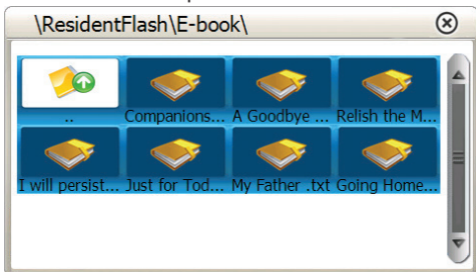 \ResidentFlash\E-book\
.. Companions... A Goodbye ... Relish the M...
I will persist... Just for Tod... My Father .txt Going Home...